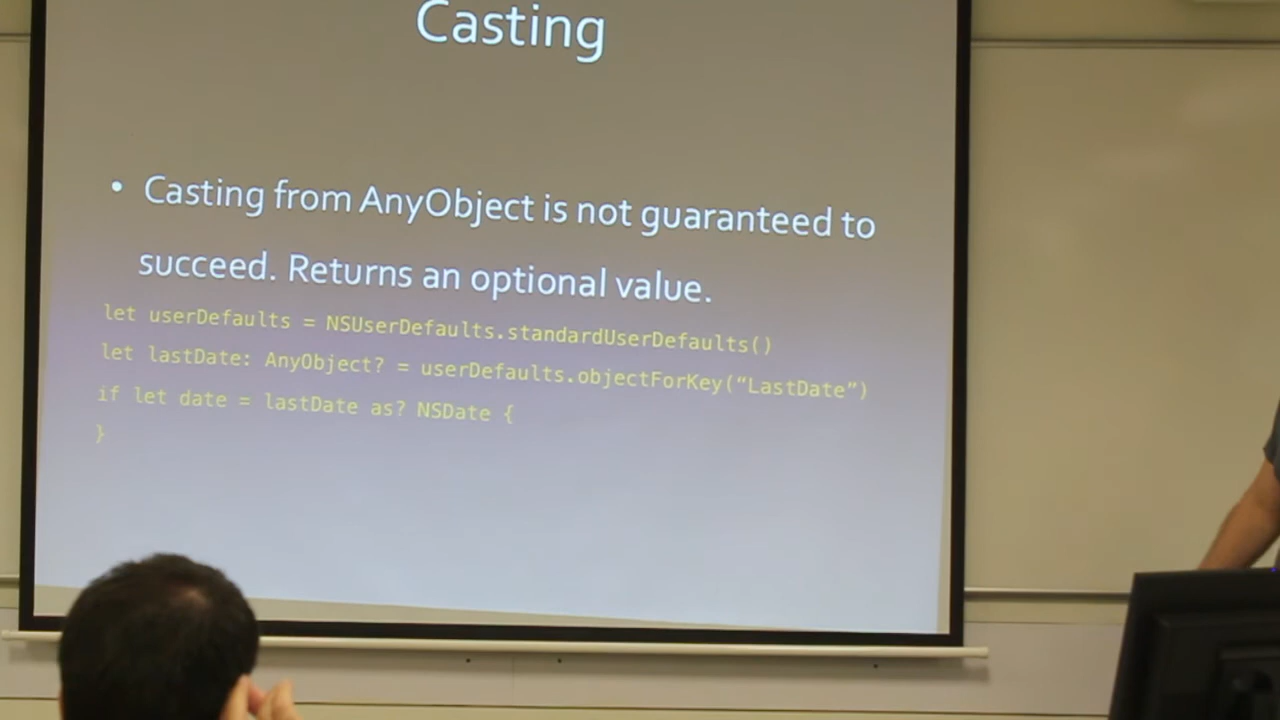 Casting
• Casting from AnyObject is not guaranteed to
succeed. Returns an optional value.
let userDefaults = NSUserDefaults.standardUserDefaults()
let lastDate: AnyObject? = userDefaults.objectForKey(“LastDate”)
if let date = lastDate as? NSDate {
}